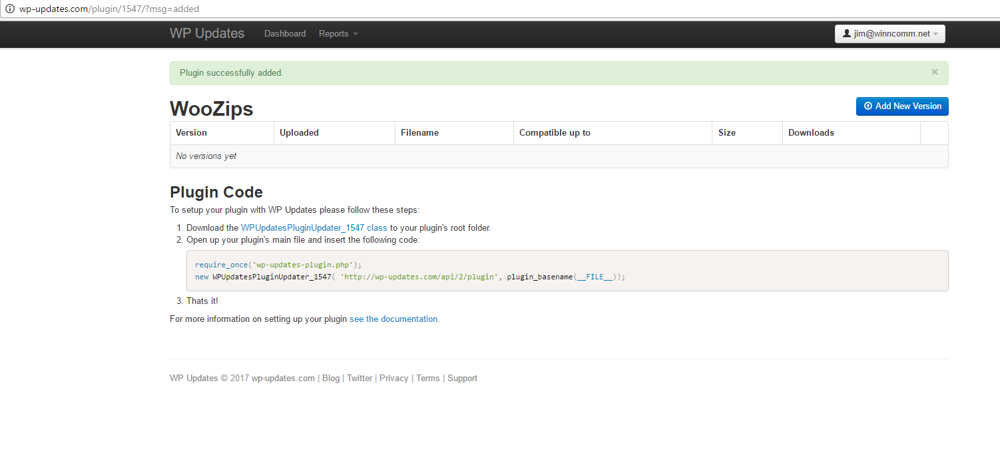 wp-updates.com/plugin/1547/?msg=added
WP Updates Dashboard Reports jim@winncomm.net
Plugin successfully added. ×
WooZips Add New Version
Version Uploaded Filename Compatible up to Size Downloads
No versions yet
Plugin Code
To setup your plugin with WP Updates please follow these steps:
1. Download the WPUpdatesPluginUpdater_1547 class to your plugin's root folder.
2. Open up your plugin's main file and insert the following code:
require_once('wp-updates-plugin.php');
new WPUpdatesPluginUpdater_1547( 'http://wp-updates.com/api/2/plugin', plugin_basename(__FILE__));
3. Thats it!
For more information on setting up your plugin see the documentation.
WP Updates © 2017 wp-updates.com | Blog | Twitter | Privacy | Terms | Support